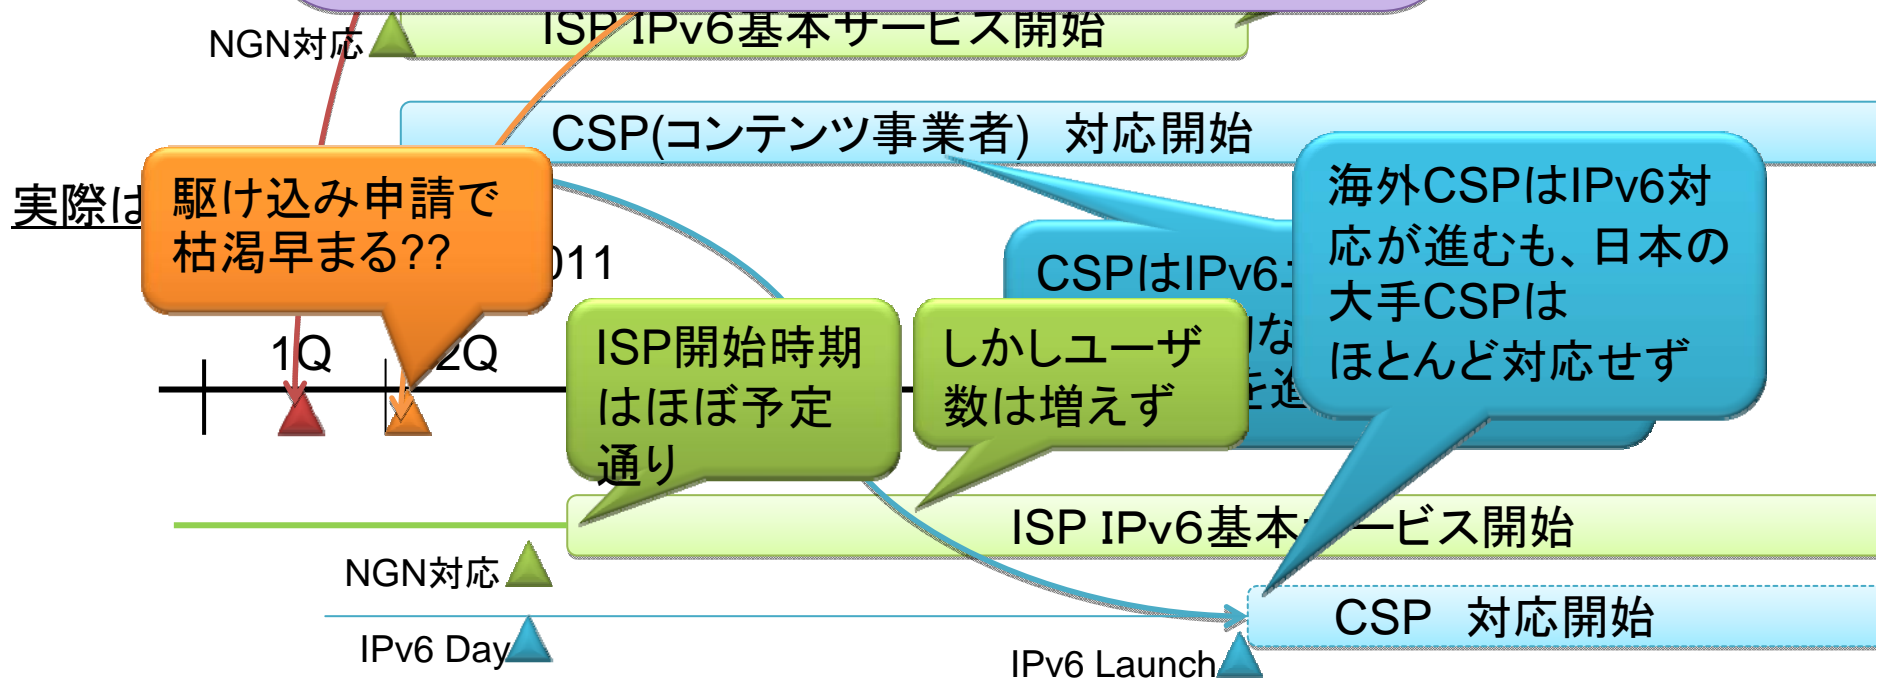 ISP IPv6基本サービス開始
NGN対応
CSP(コンテンツ事業者)　対応開始
実際は
駆け込み申請で
枯渇早まる??
011
海外CSPはIPv6対
応が進むも、日本の
大手CSPは
ほとんど対応せず
CSPはIPv6
な
を進
1Q
2Q
ISP開始時期
はほぼ予定
通り
しかしユーザ
数は増えず
ISP IPv6基本サービス開始
NGN対応
CSP　対応開始
IPv6 Day
IPv6 Launch